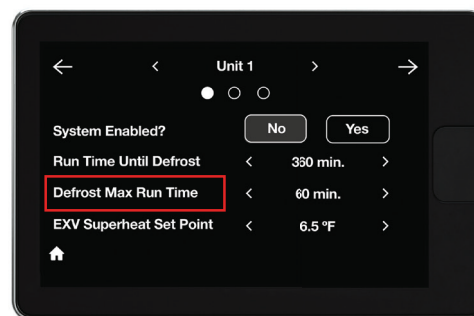 Unit 1
System Enabled? No Yes
Run Time Until Defrost 360 min.
Defrost Max Run Time 60 min.
EXV Superheat Set Point 6.5 ºF